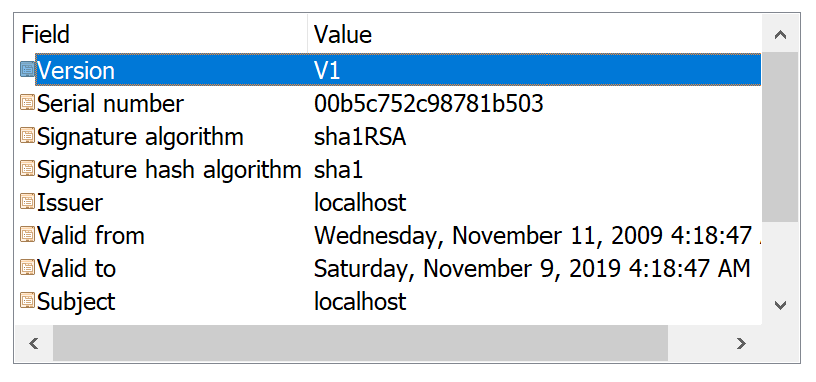 Field Value
Version V1
Serial number 00b5c752c98781b503
Signature algorithm sha1RSA
Signature hash algorithm sha1
Issuer localhost
Valid from Wednesday, November 11, 2009 4:18:47
Valid to Saturday, November 9, 2019 4:18:47 AM
Subject localhost